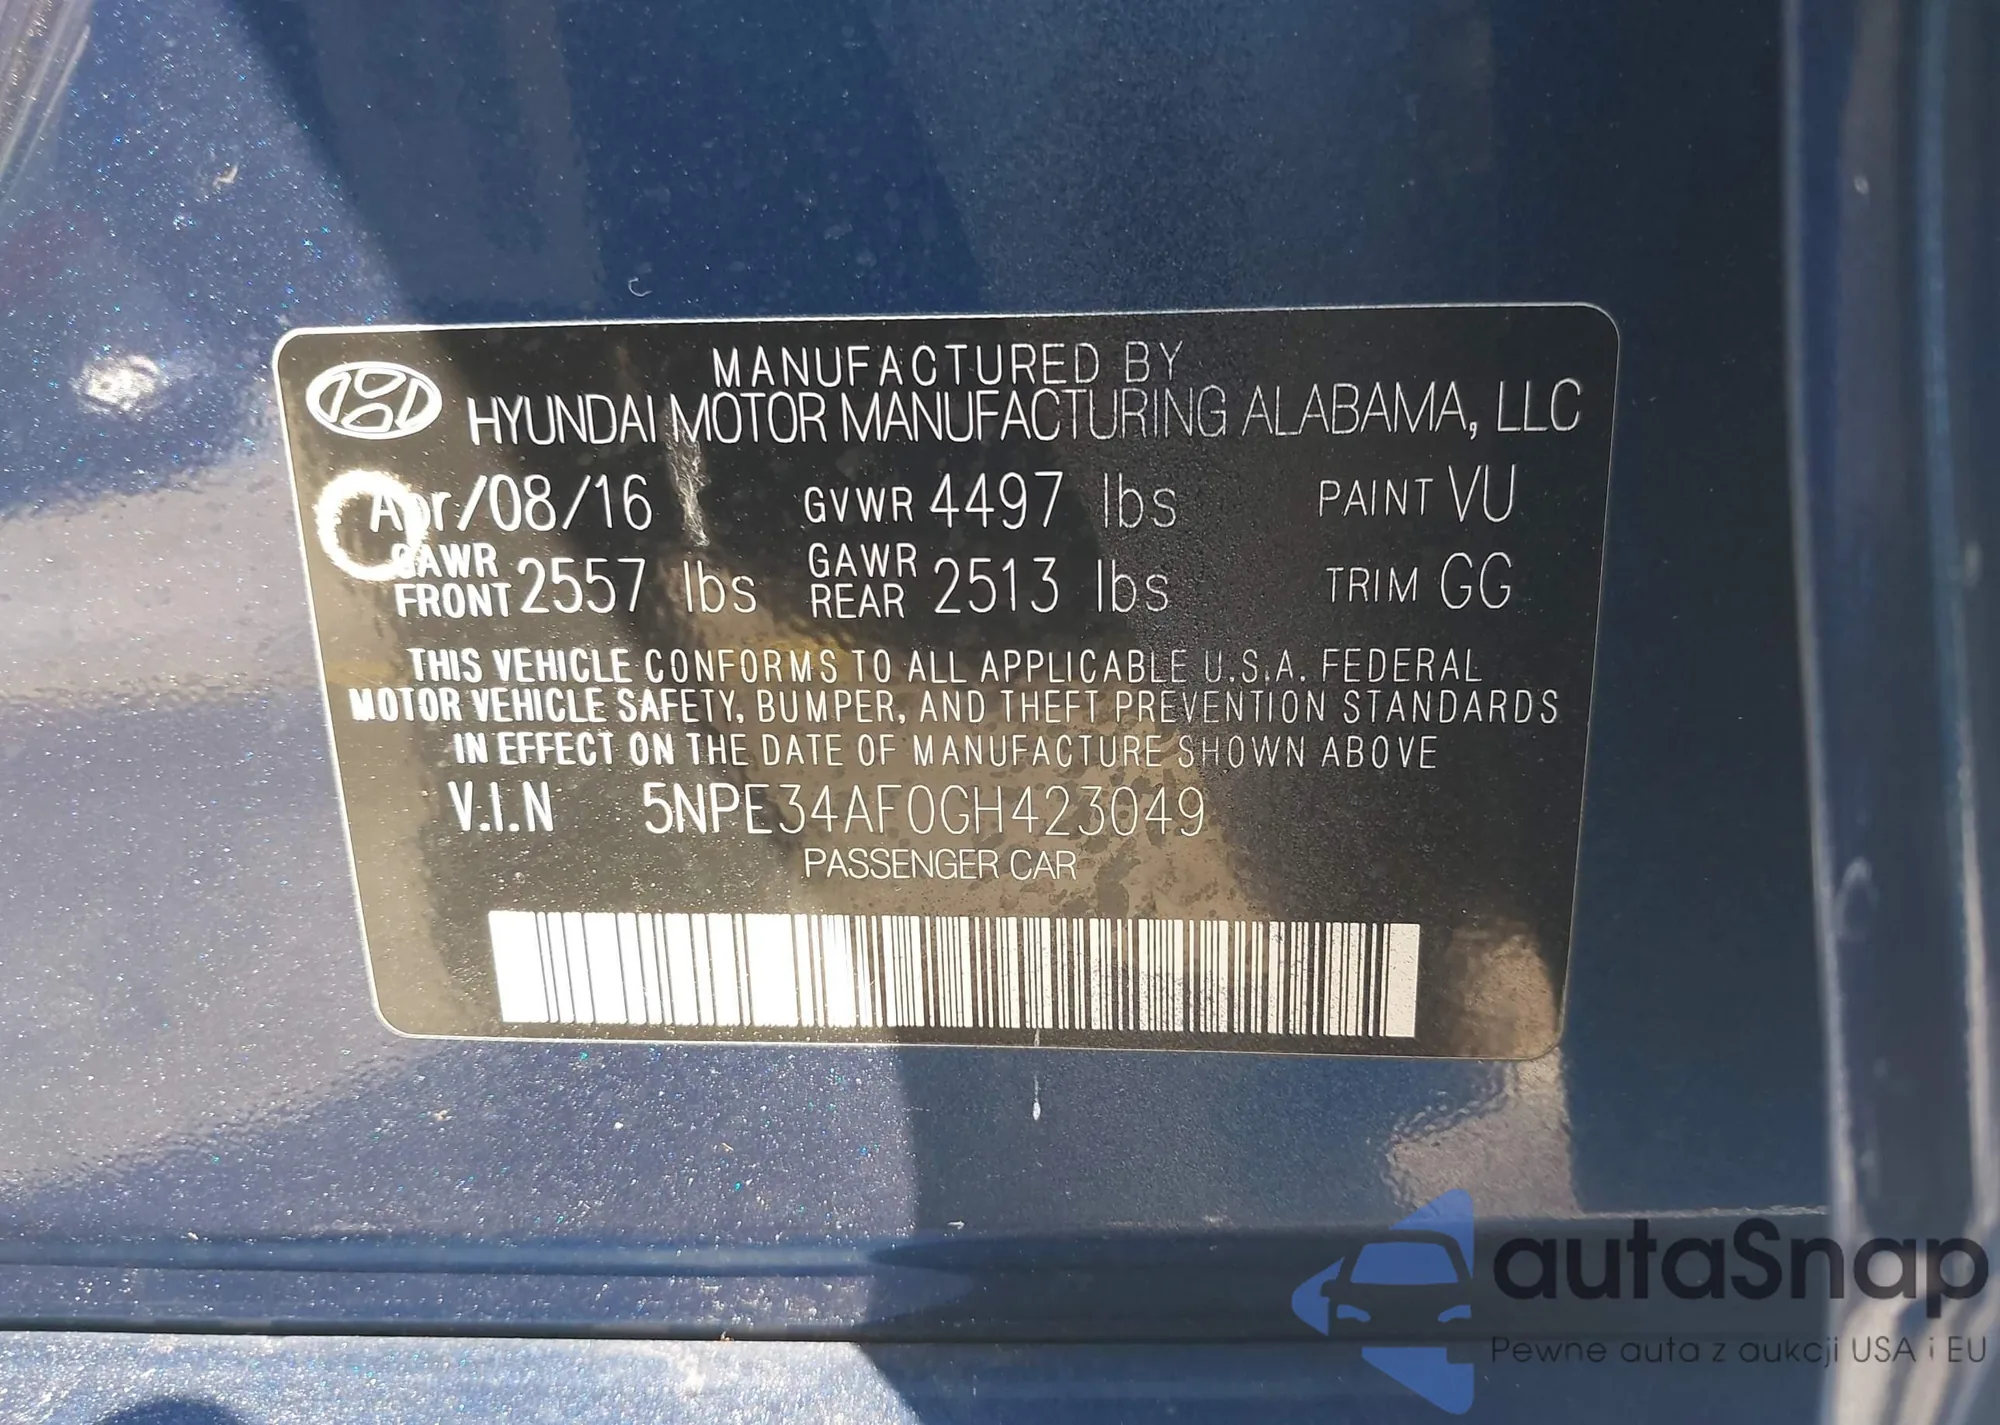 MANUFACTURED BY
HYUNDAI MOTOR MANUFACTURING ALABAMA, LLC
Apr/08/16 GVWR 4497 lbs PAINT VU
GAWR FRONT 2557 lbs GAWR REAR 2513 lbs TRIM GG
THIS VEHICLE CONFORMS TO ALL APPLICABLE U.S.A. FEDERAL
MOTOR VEHICLE SAFETY, BUMPER, AND THEFT PREVENTION STANDARDS
IN EFFECT ON THE DATE OF MANUFACTURE SHOWN ABOVE
V.I.N 5NPE34AF0GH423049
PASSENGER CAR
autaSnap
Pewne auta z aukcji USA i EU